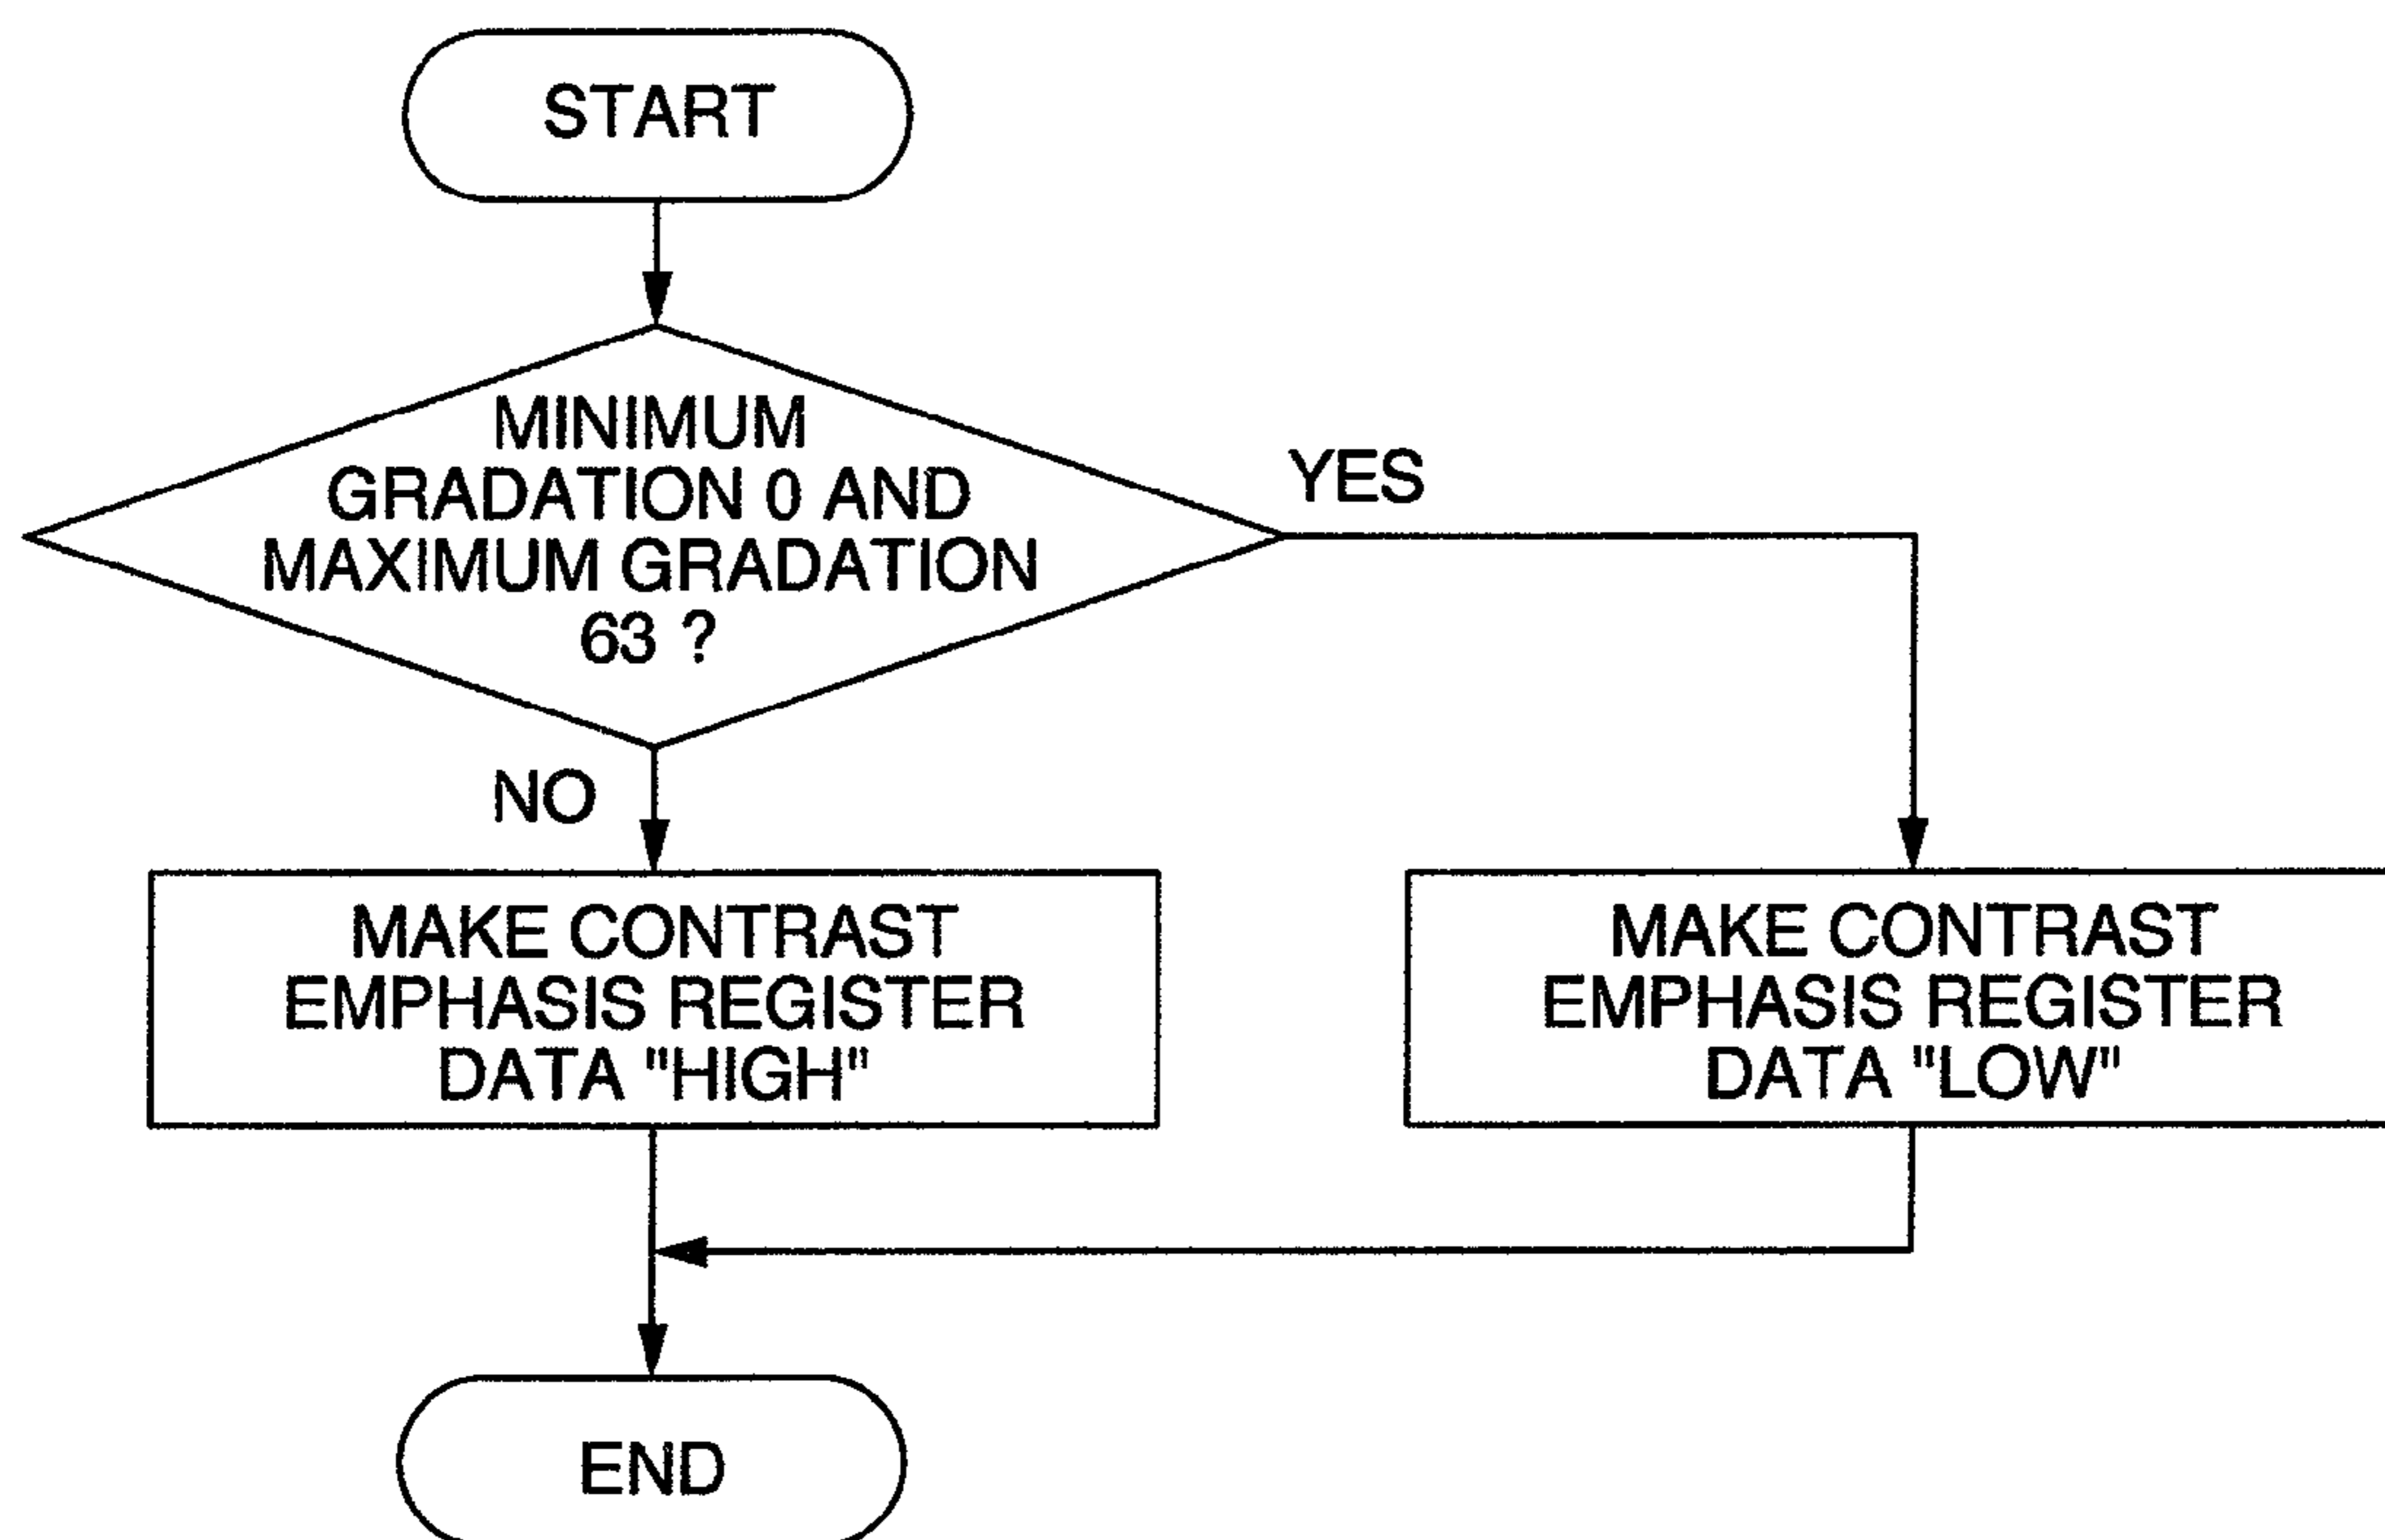 START
MINIMUM
GRADATION 0 AND
MAXIMUM GRADATION
63 ?
YES
NO
MAKE CONTRAST
EMPHASIS REGISTER
DATA "HIGH"
MAKE CONTRAST
EMPHASIS REGISTER
DATA "LOW"
END